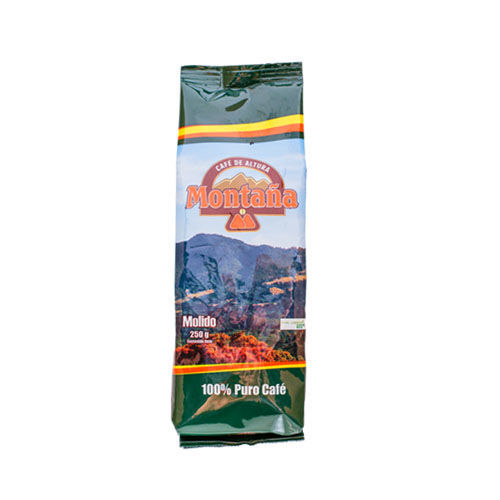 CAFÉ DE ALTURA
Montaña
Molido
250 g
100% Puro Café